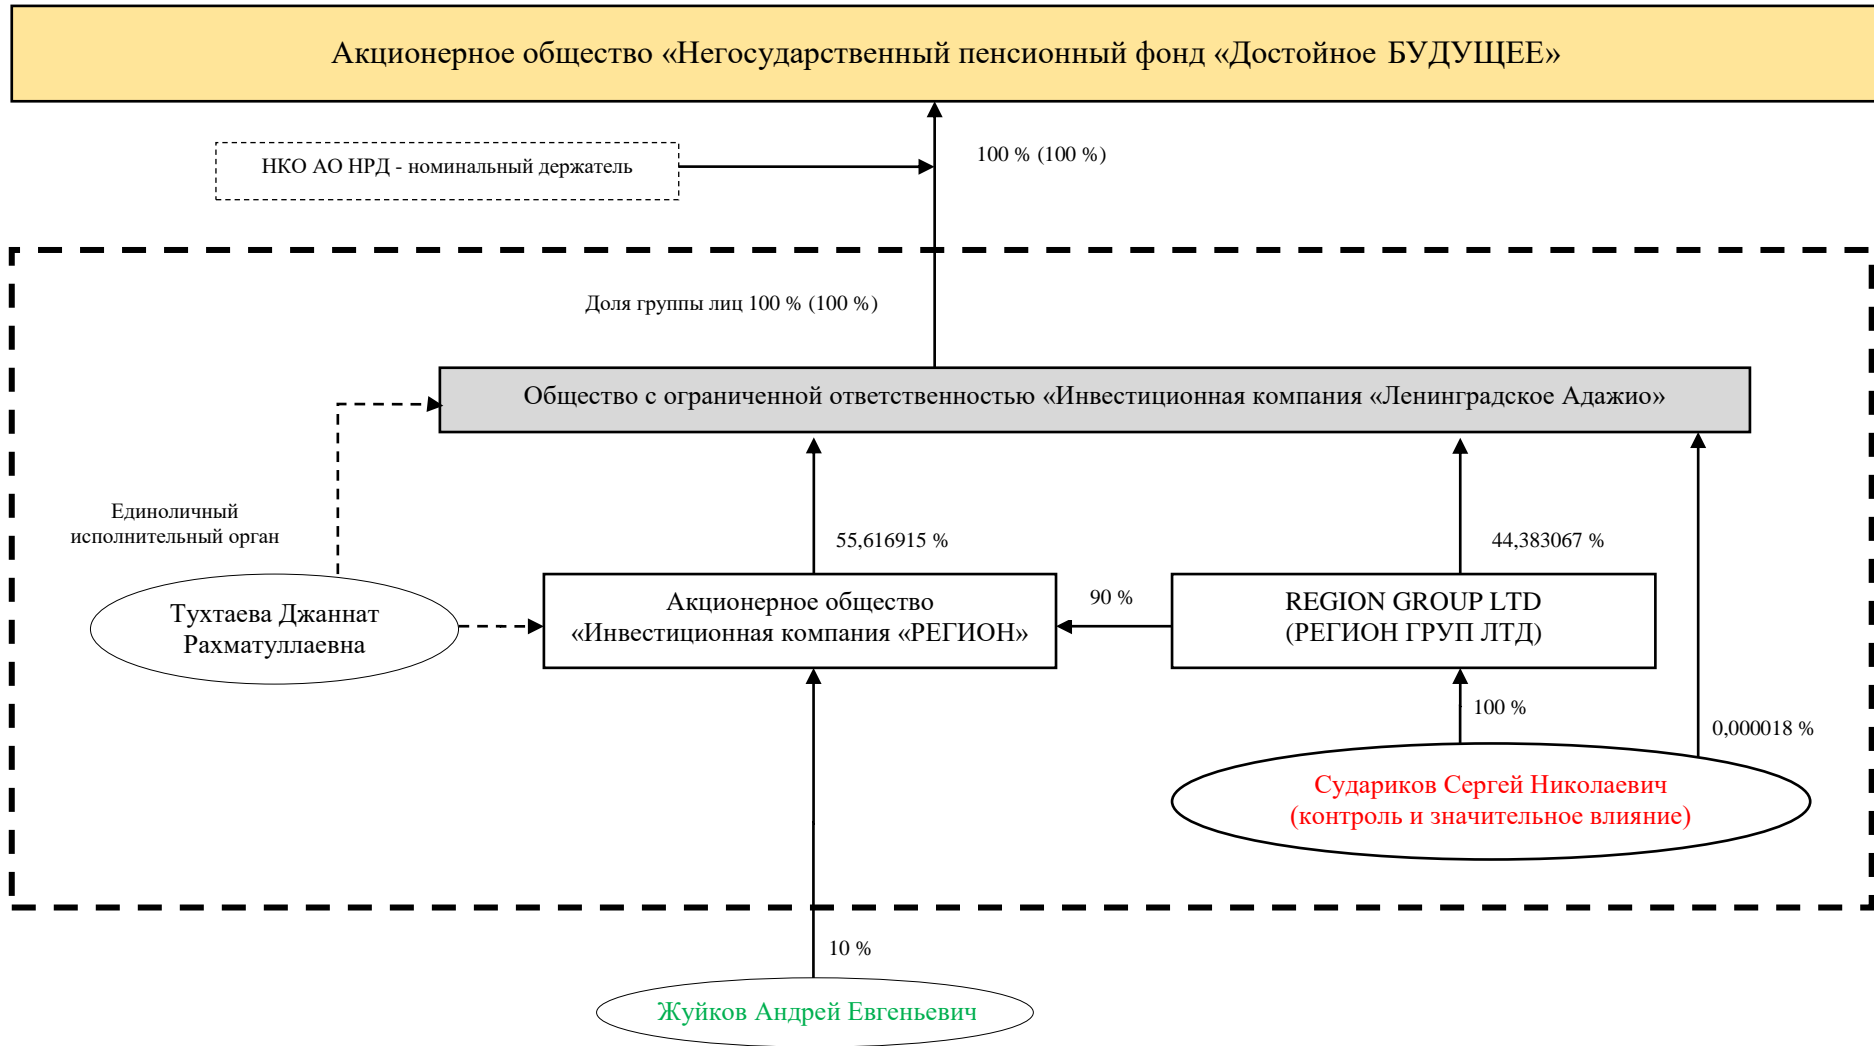 Акционерное общество «Негосударственный пенсионный фонд «Достойное БУДУЩЕЕ»
НКО АО НРД - номинальный держатель
100 % (100 %)
Доля группы лиц 100 % (100 %)
Общество с ограниченной ответственностью «Инвестиционная компания «Ленинградское Адажио»
Единоличный
исполнительный орган
55,616915 %
44,383067 %
Тухтаева Джаннат
Рахматуллаевна
Акционерное общество
«Инвестиционная компания «РЕГИОН»
90 %
REGION GROUP LTD
(РЕГИОН ГРУП ЛТД)
100 %
0,000018 %
Судариков Сергей Николаевич
(контроль и значительное влияние)
10 %
Жуйков Андрей Евгеньевич